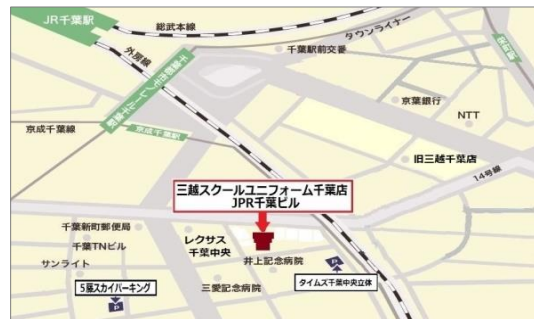 JR千葉駅
総武本線
タウンライナー
外房線
千葉駅前交番
京葉銀行
NTT
京成千葉線
京成千葉駅
旧三越千葉店
14号線
三越スクールユニフォーム千葉店
JPR千葉ビル
千葉新町郵便局
千葉TNビル
サンライト
レクサス
千葉中央
井上記念病院
三愛記念病院
タイムズ千葉中央立体
5扇スカイパーキング